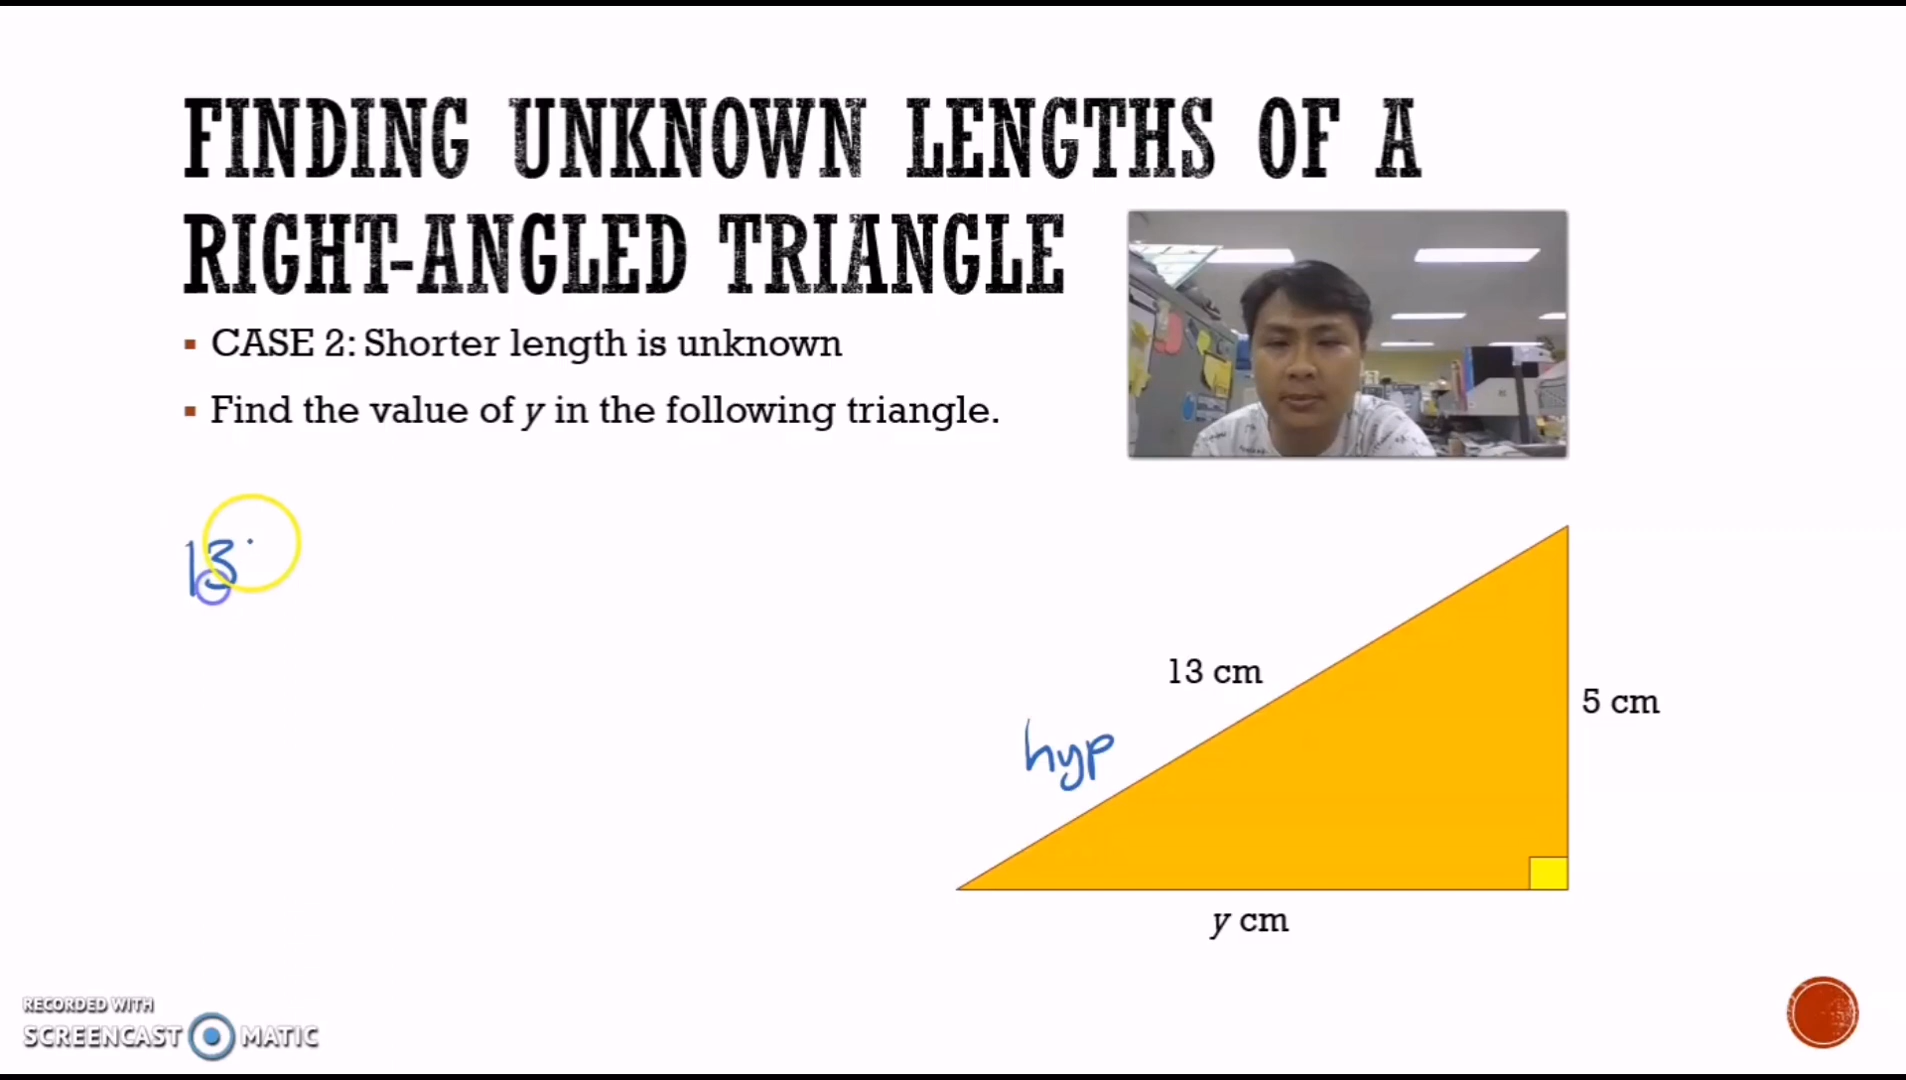 FINDING UNKNOWN LENGTHS OF A
RIGHT-ANGLED TRIANGLE
▪ CASE 2: Shorter length is unknown
▪ Find the value of y in the following triangle.
13
13 cm
5 cm
hyp
y cm
RECORDED WITH
SCREENCAST MATIC